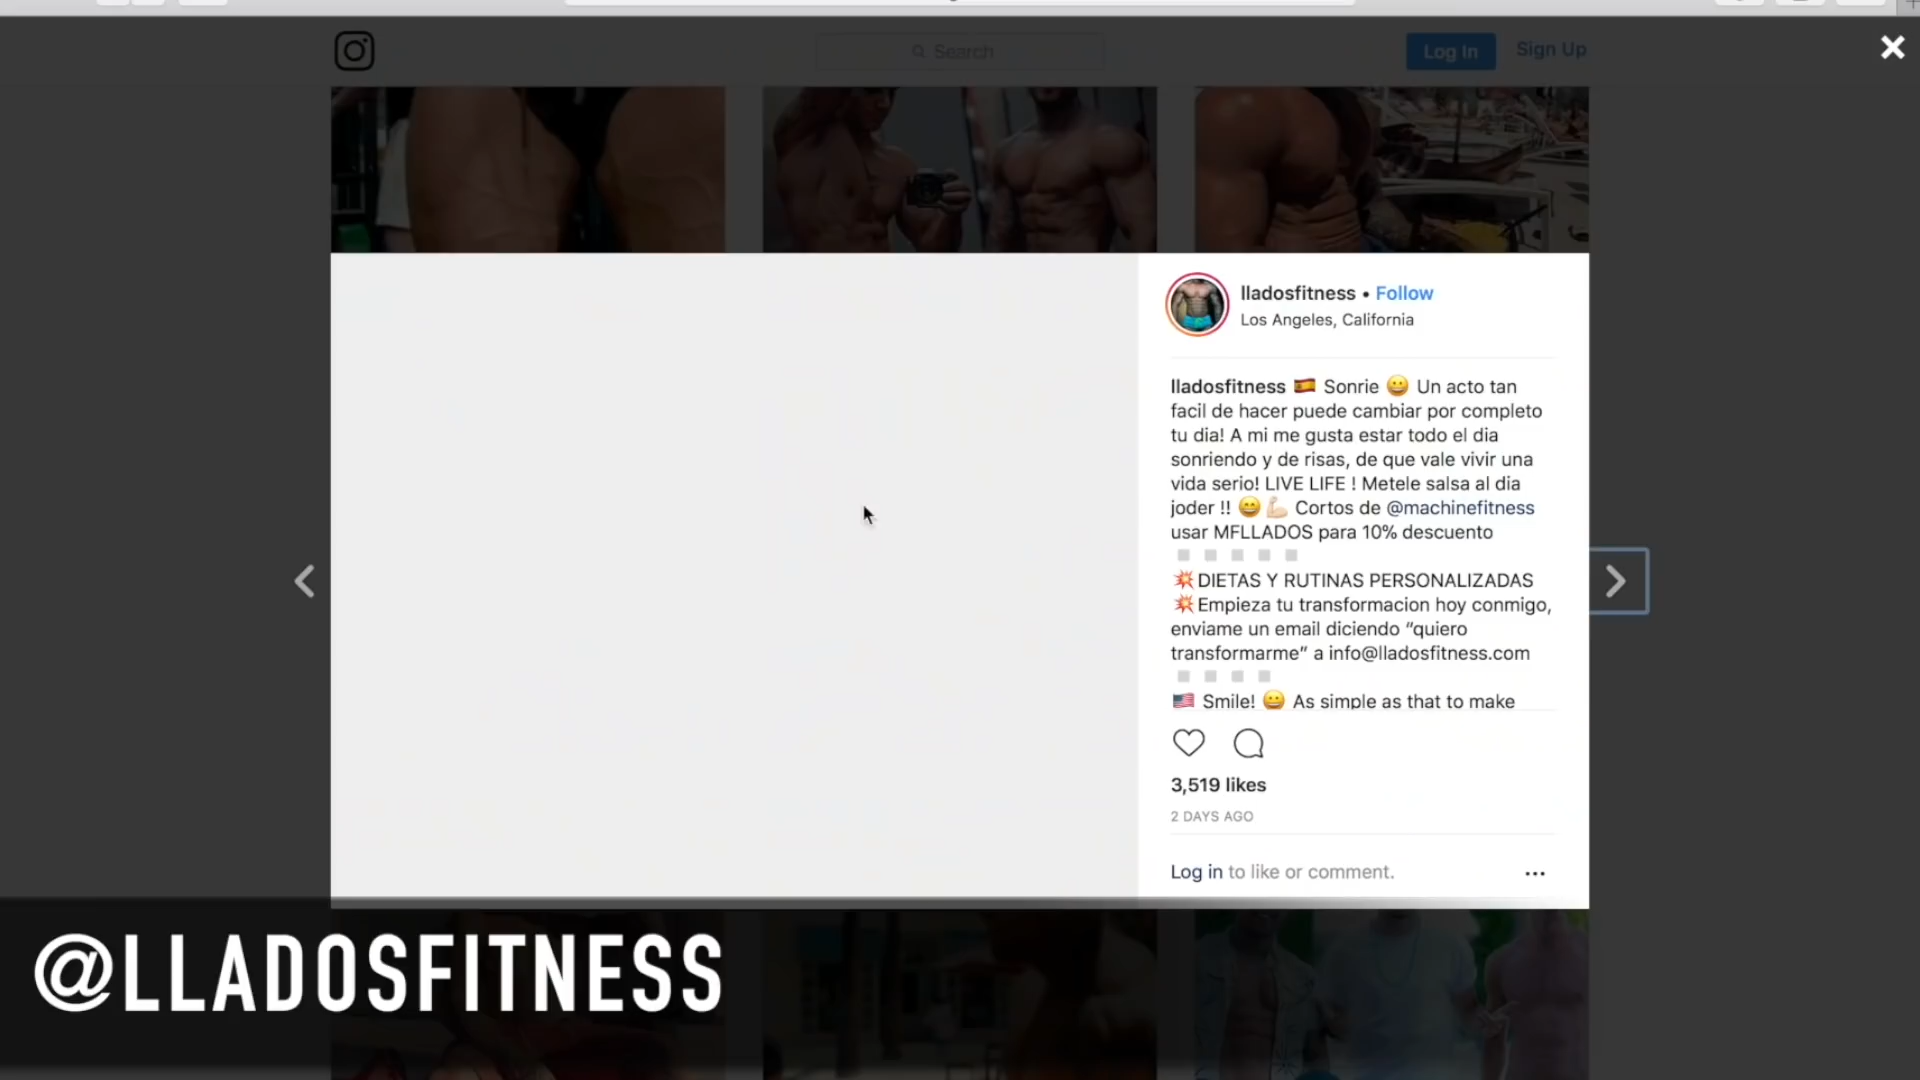 Search
Log In
Sign Up
lladosfitness • Follow
Los Angeles, California
lladosfitness 🇪🇸 Sonrie 😀 Un acto tan
facil de hacer puede cambiar por completo
tu dia! A mi me gusta estar todo el dia
sonriendo y de risas, de que vale vivir una
vida serio! LIVE LIFE ! Metele salsa al dia
joder !! 😄💪🏻 Cortos de @machinefitness
usar MFLLADOS para 10% descuento
◽ ◽ ◽ ◽ ◽
💥DIETAS Y RUTINAS PERSONALIZADAS
💥Empieza tu transformacion hoy conmigo,
enviame un email diciendo “quiero
transformarme” a info@lladosfitness.com
◽ ◽ ◽ ◽
🇺🇸 Smile! 😀 As simple as that to make
3,519 likes
2 DAYS AGO
Log in to like or comment.
@LLADOSFITNESS